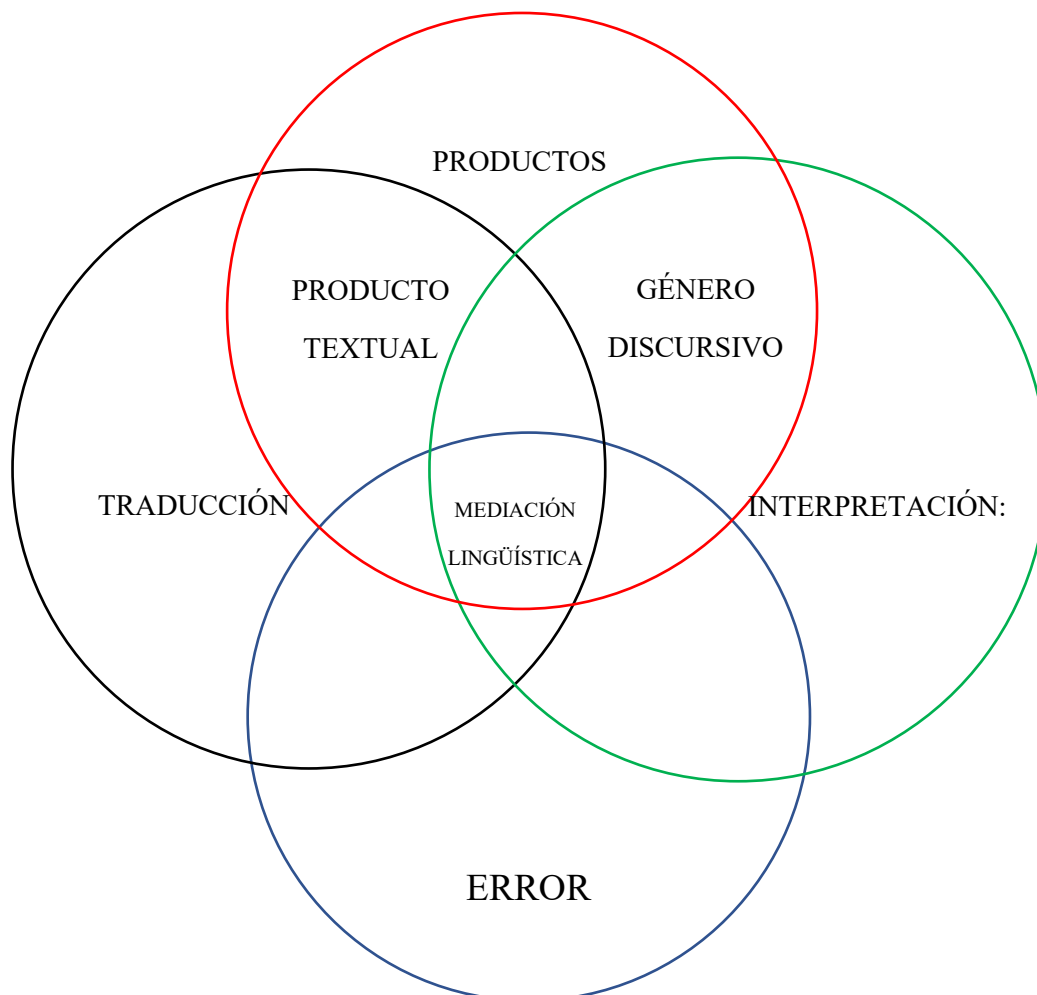 PRODUCTOS
PRODUCTO
TEXTUAL
GÉNERO
DISCURSIVO
TRADUCCIÓN
MEDIACIÓN
LINGÜÍSTICA
INTERPRETACIÓN:
ERROR